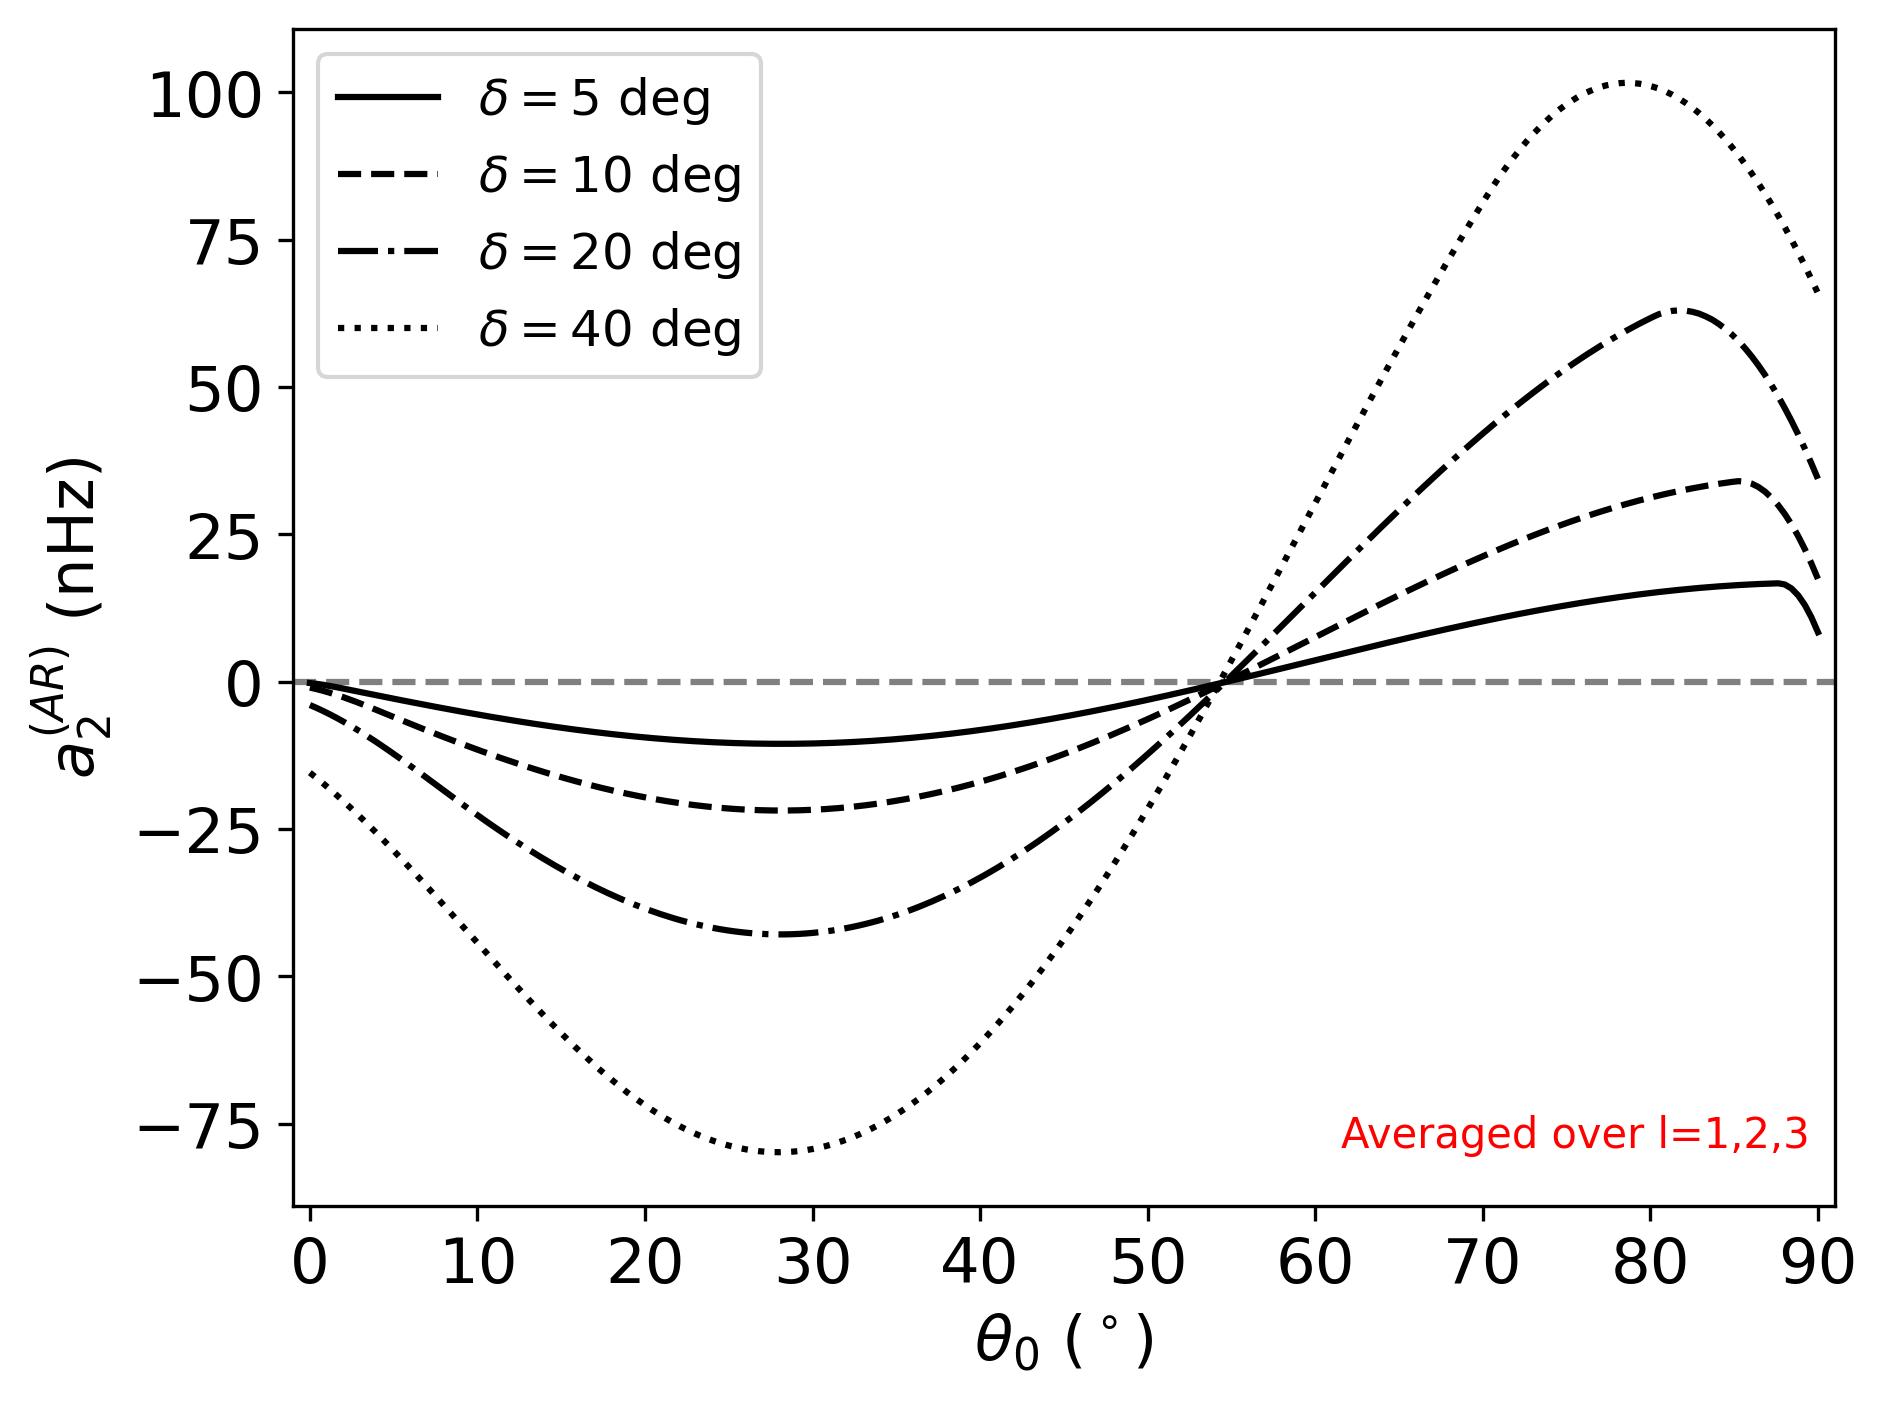 δ = 5 deg
δ = 10 deg
δ = 20 deg
δ = 40 deg
100
75
50
25
0
−25
−50
−75
a₂^(AR) (nHz)
Averaged over l=1,2,3
0 10 20 30 40 50 60 70 80 90
θ₀ (°)